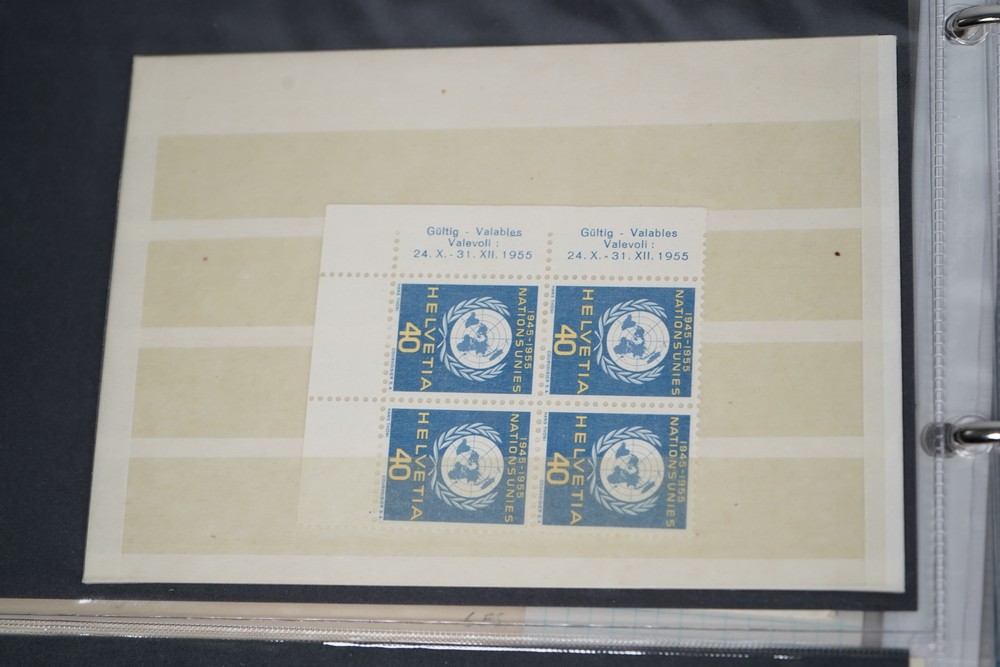 Gültig - Valables
Valevoli :
24. X. - 31. XII. 1955
Gültig - Valables
Valevoli :
24. X. - 31. XII. 1955
1945-1955
NATIONS UNIES
HELVETIA
40
1945-1955
NATIONS UNIES
HELVETIA
40
1945-1955
NATIONS UNIES
HELVETIA
40
1945-1955
NATIONS UNIES
HELVETIA
40